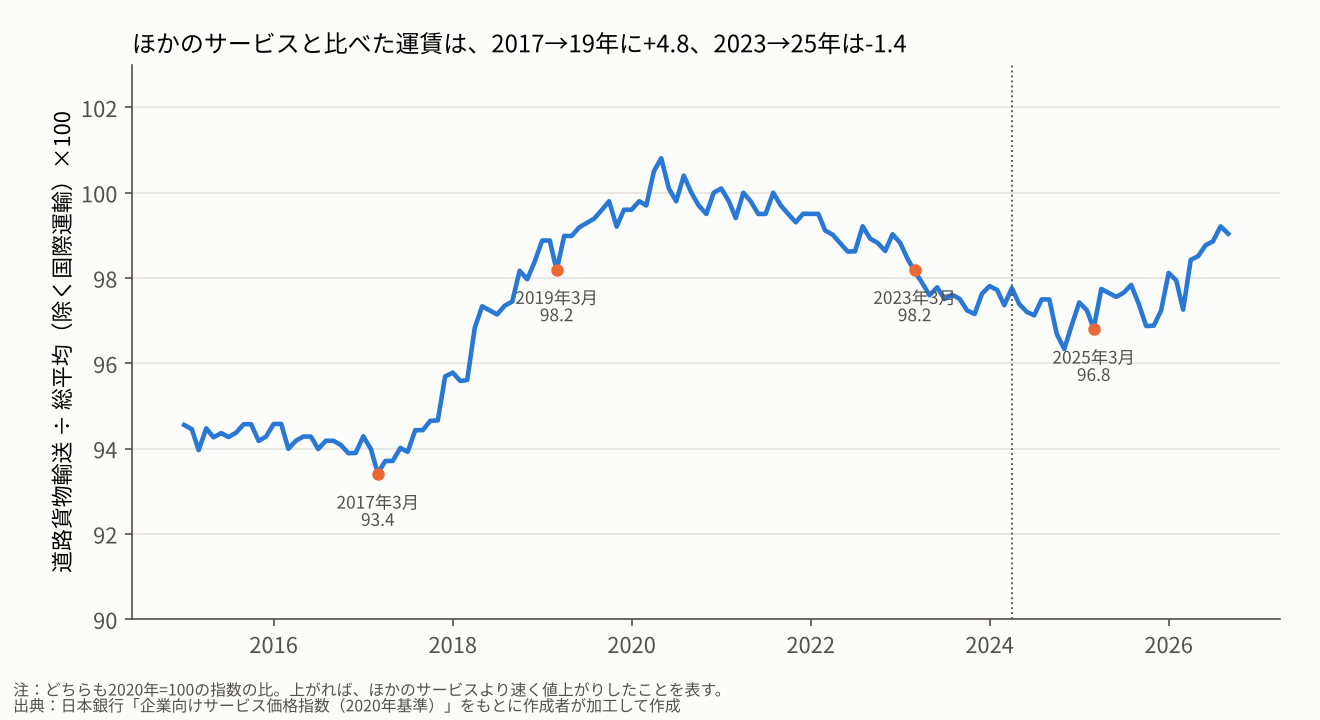 ほかのサービスと比べた運賃は、2017→19年に+4.8、2023→25年は-1.4
道路貨物輸送 ÷ 総平均（除く国際運輸）×100
102
100
98
96
94
92
90
2017年3月
93.4
2019年3月
98.2
2023年3月
98.2
2025年3月
96.8
2016
2018
2020
2022
2024
2026
注：どちらも2020年=100の指数の比。上がれば、ほかのサービスより速く値上がりしたことを表す。
出典：日本銀行「企業向けサービス価格指数（2020年基準）」をもとに作成者が加工して作成